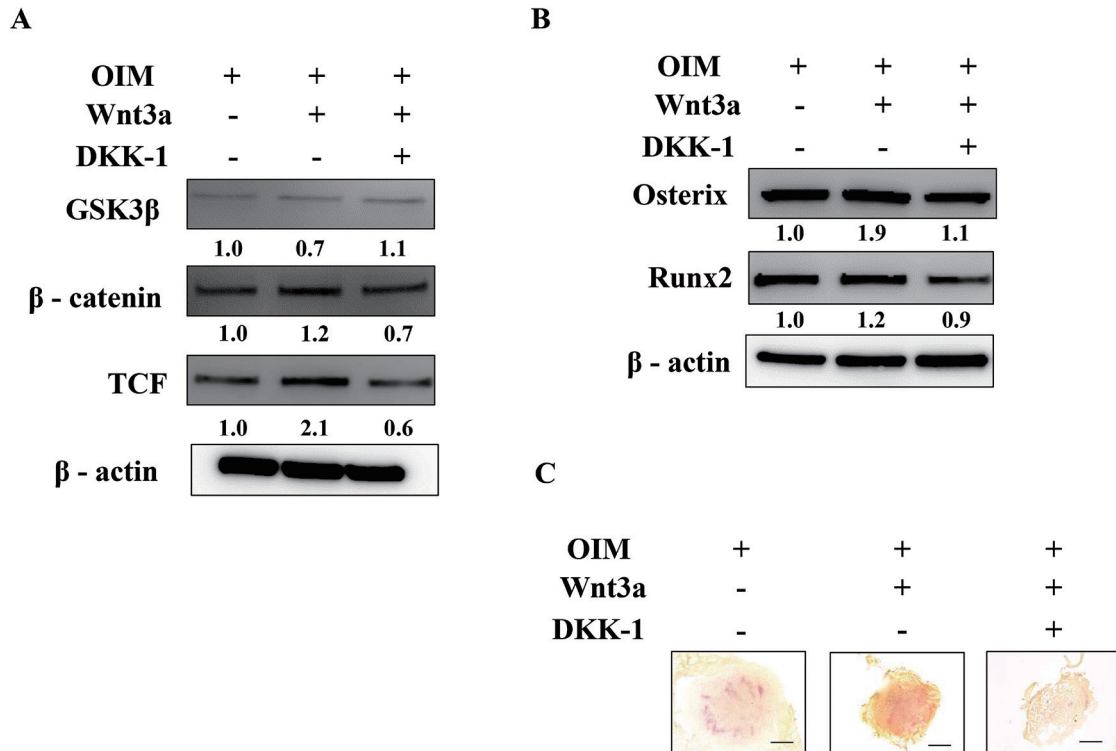 A
OIM + + +
Wnt3a - + +
DKK-1 - - +
GSK3β
1.0 0.7 1.1
β - catenin
1.0 1.2 0.7
TCF
1.0 2.1 0.6
β - actin
B
OIM + + +
Wnt3a - + +
DKK-1 - - +
Osterix
1.0 1.9 1.1
Runx2
1.0 1.2 0.9
β - actin
C
OIM + + +
Wnt3a - + +
DKK-1 - - +